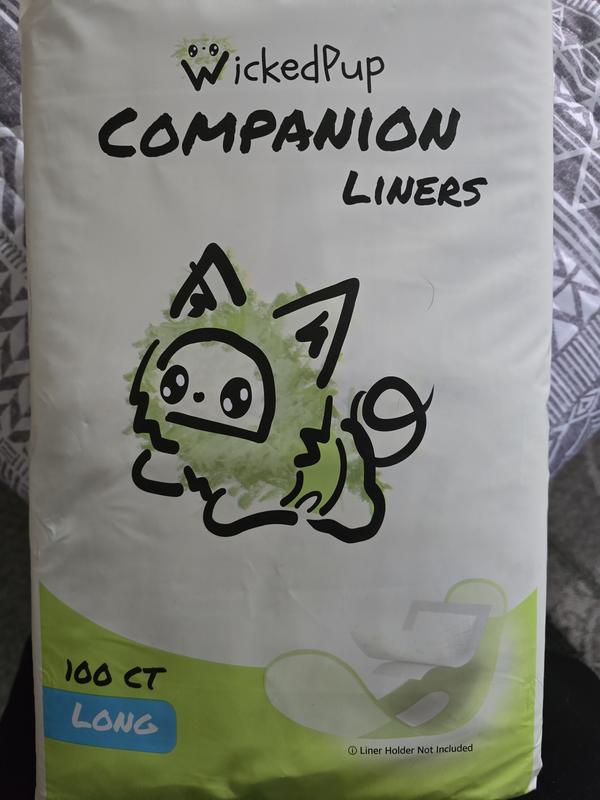 WickedPup
COMPANION
LINERS
100 CT
LONG
ⓘ Liner Holder Not Included